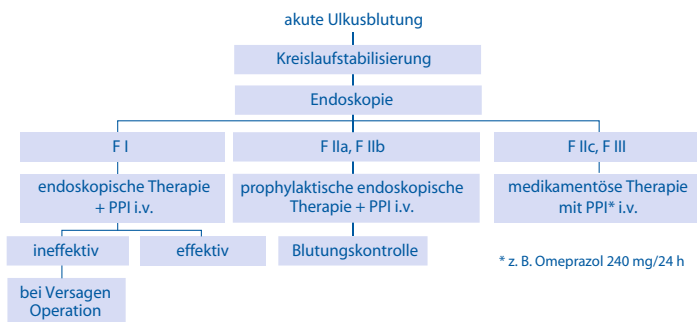 akute Ulkusblutung
Kreislaufstabilisierung
Endoskopie
F I
F IIa, F IIb
F IIc, F III
endoskopische Therapie
+ PPI i.v.
prophylaktische endoskopische
Therapie + PPI i.v.
medikamentöse Therapie
mit PPI* i.v.
ineffektiv
effektiv
Blutungskontrolle
* z. B. Omeprazol 240 mg/24 h
bei Versagen
Operation